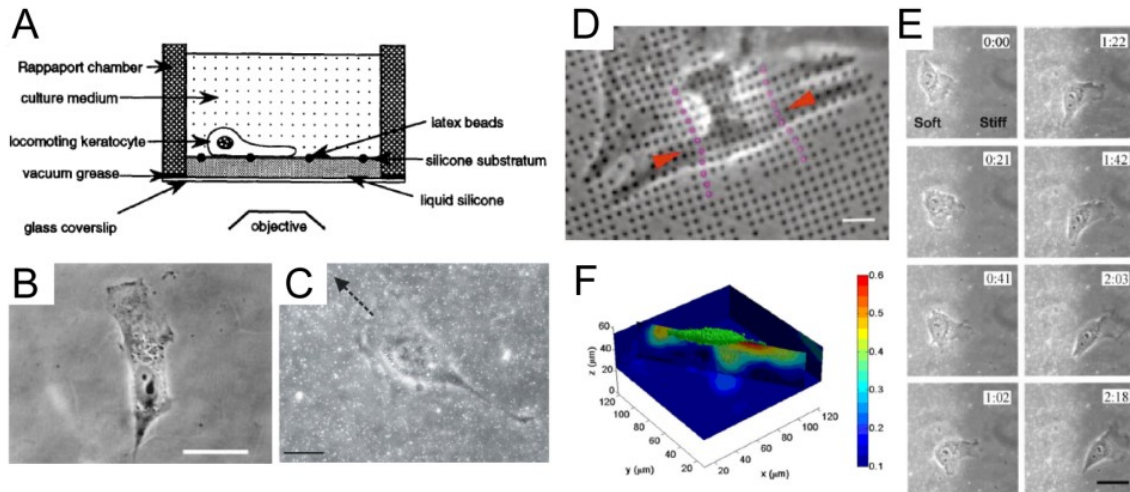 A
Rappaport chamber
culture medium
locomoting keratocyte
vacuum grease
glass coverslip
latex beads
silicone substratum
liquid silicone
objective
B
C
D
E
0:00
1:22
Soft
Stiff
0:21
1:42
0:41
2:03
1:02
2:18
F
z (μm)
60
40
20
0
120
100
80
60
40
20
y (μm)
20
40
60
80
100
120
x (μm)
0.6
0.5
0.4
0.3
0.2
0.1